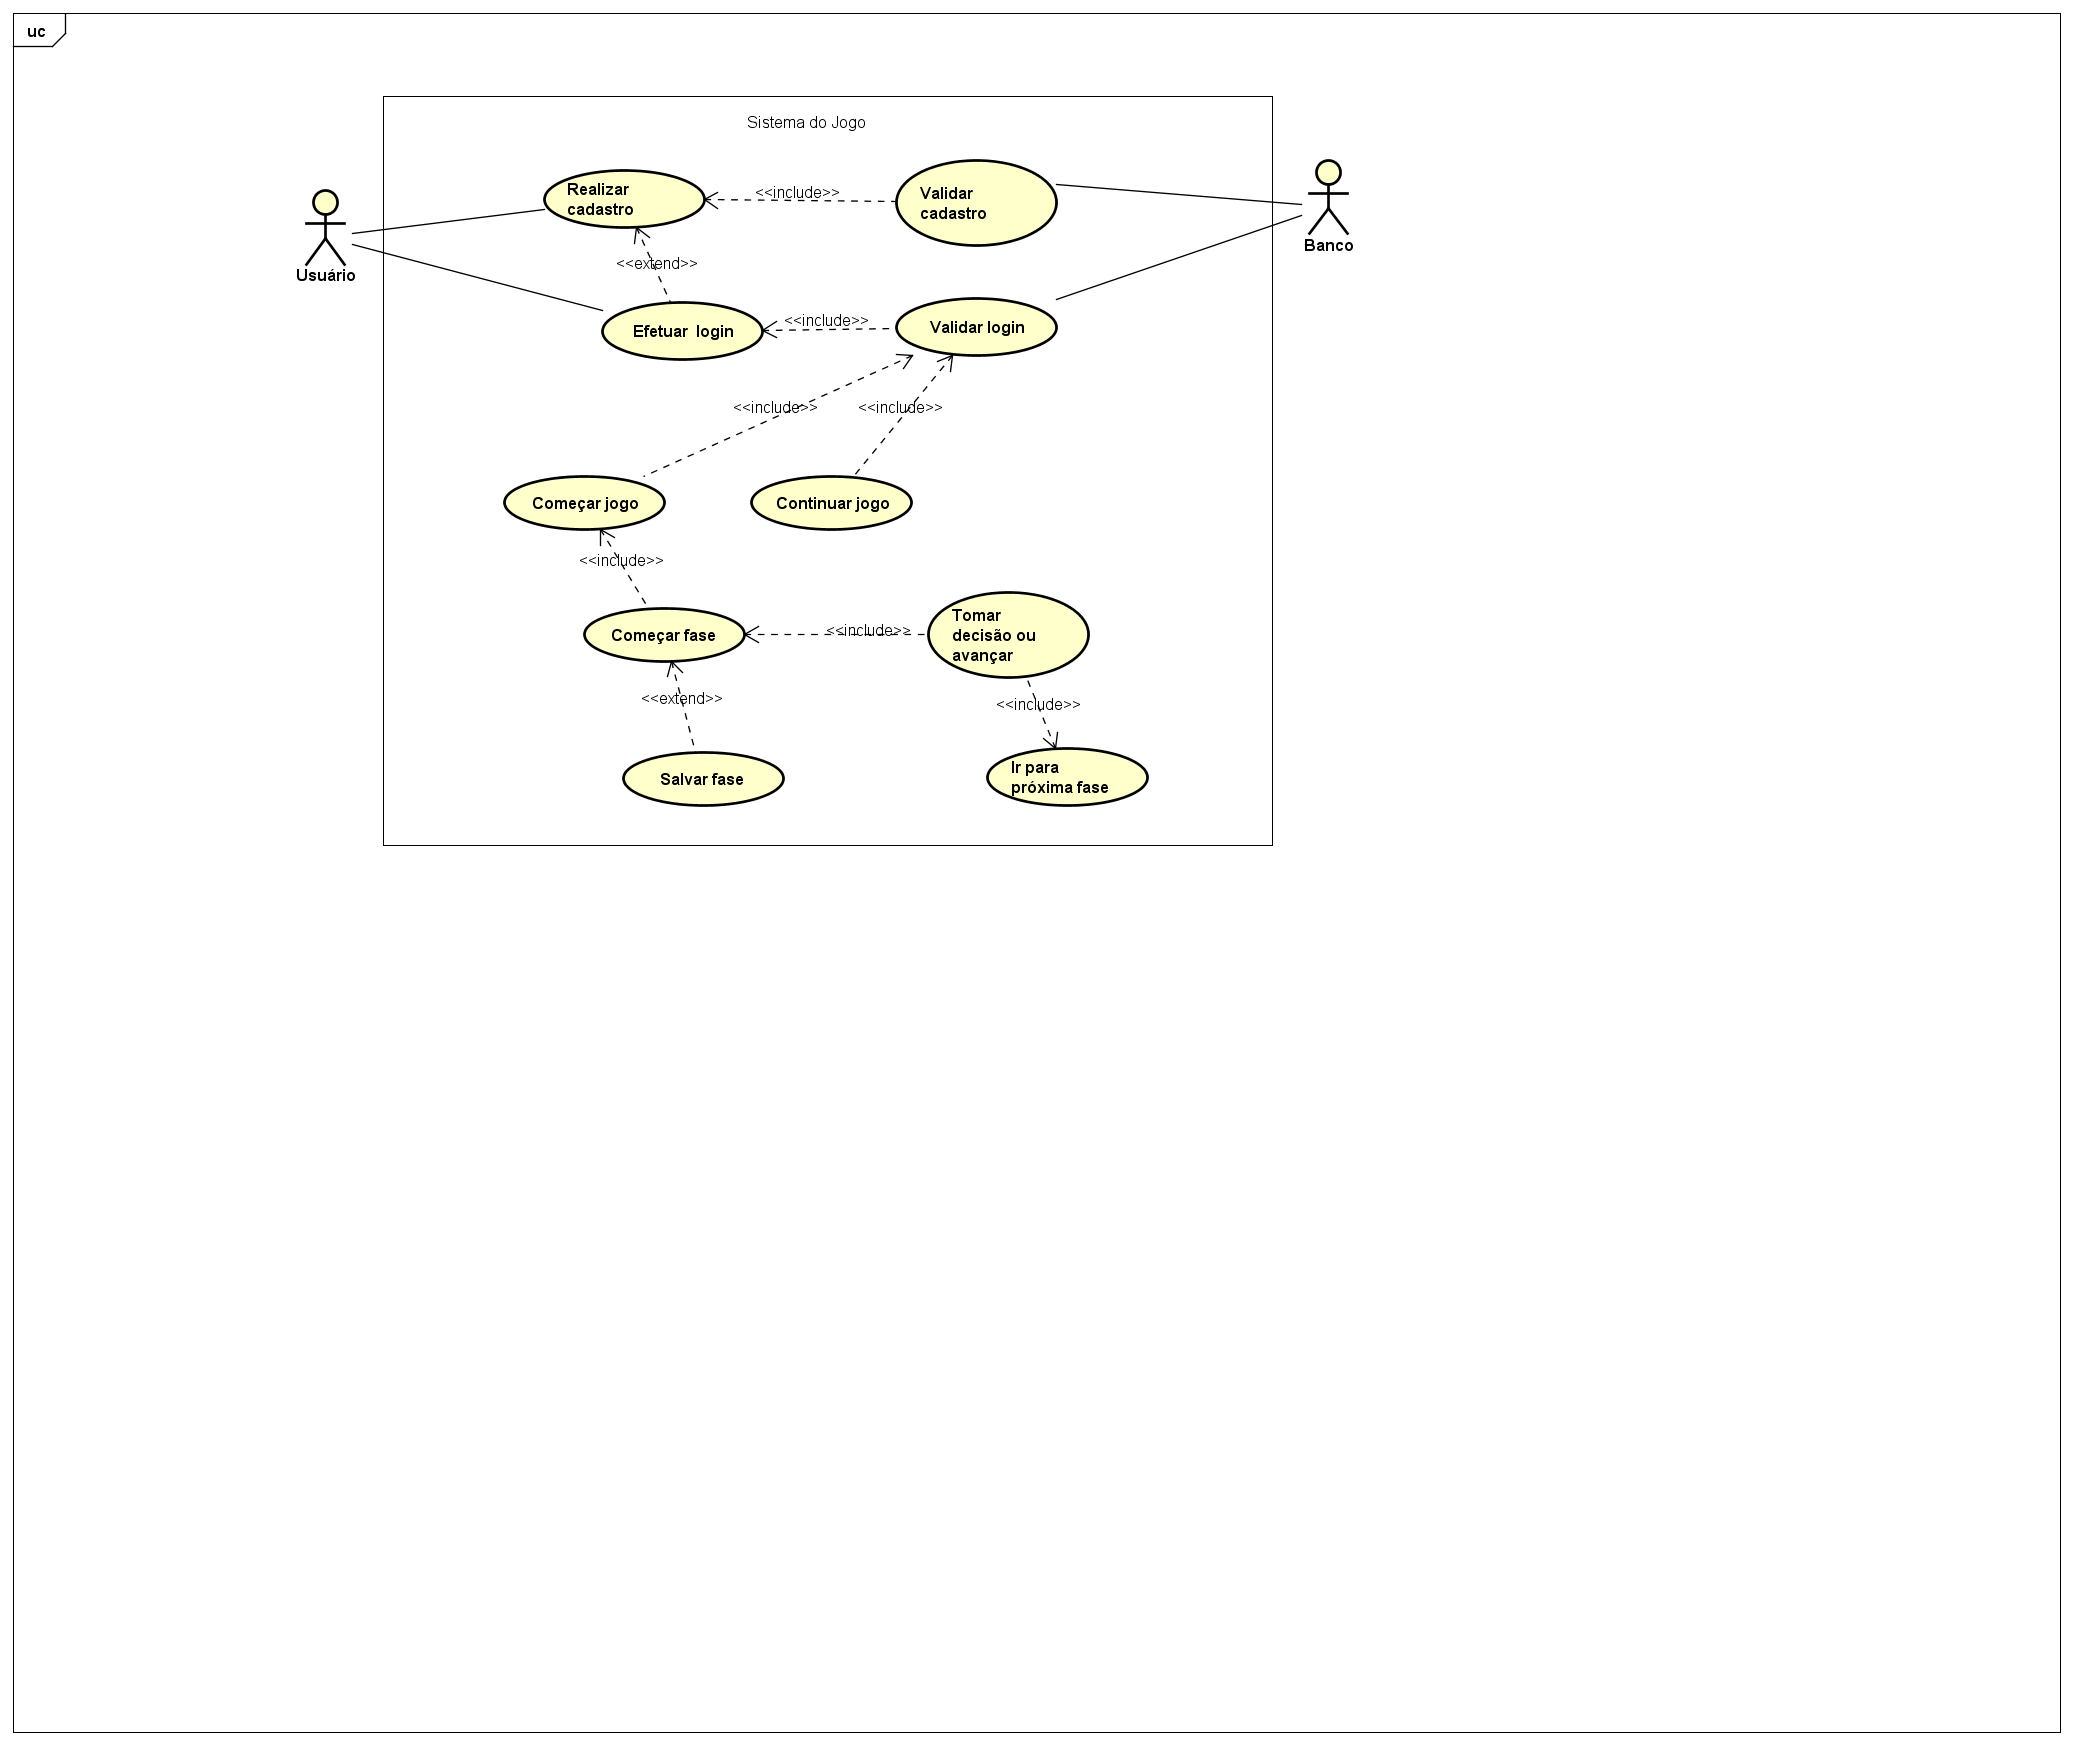 uc
Sistema do Jogo
Realizar
cadastro
<<include>>
Validar
cadastro
Usuário
Banco
<<extend>>
Efetuar  login
<<include>>
Validar login
<<include>>
<<include>>
Começar jogo
Continuar jogo
<<include>>
Começar fase
<<include>>
Tomar
decisão ou
avançar
<<extend>>
<<include>>
Salvar fase
Ir para
próxima fase